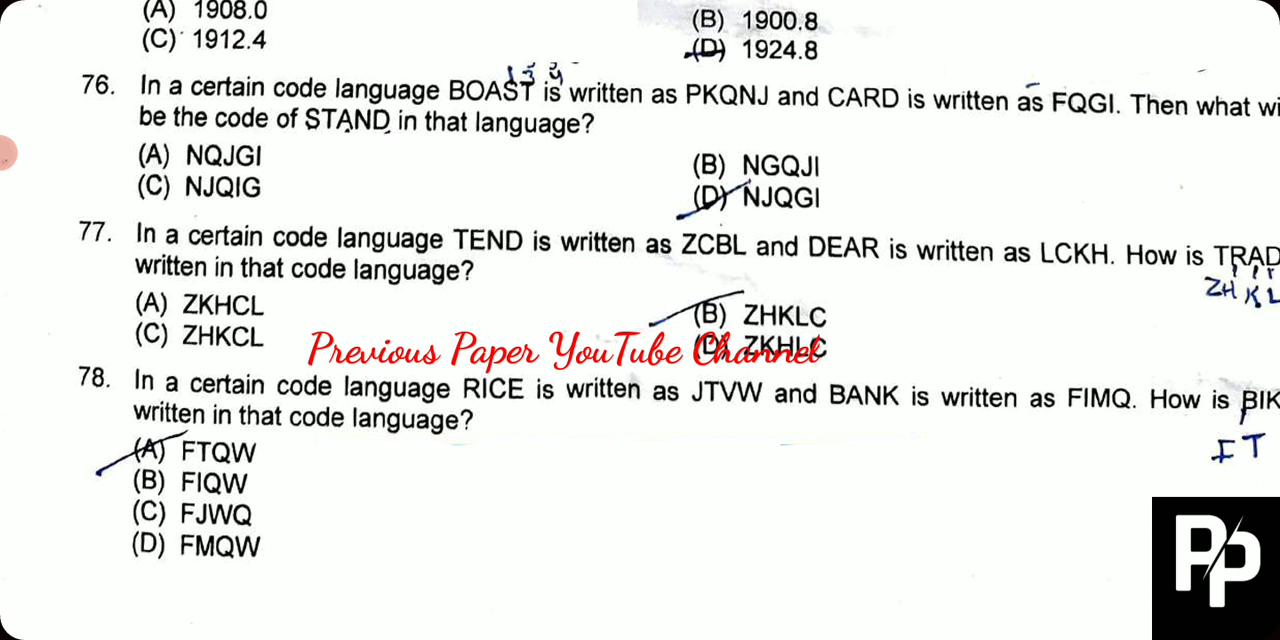 (A) 1908.0
(B) 1900.8
(C) 1912.4
(D) 1924.8
76. In a certain code language BOAST is written as PKQNJ and CARD is written as FQGI. Then what wi
be the code of STAND in that language?
(A) NQJGI
(B) NGQJI
(C) NJQIG
(D) NJQGI
77. In a certain code language TEND is written as ZCBL and DEAR is written as LCKH. How is TRAD
written in that code language?
ZH KL
(A) ZKHCL
(B) ZHKLC
(C) ZHKCL
(D) ZKHLC
Previous Paper YouTube Channel
78. In a certain code language RICE is written as JTVW and BANK is written as FIMQ. How is BIK
written in that code language?
FT
(A) FTQW
(B) FIQW
(C) FJWQ
(D) FMQW
PP